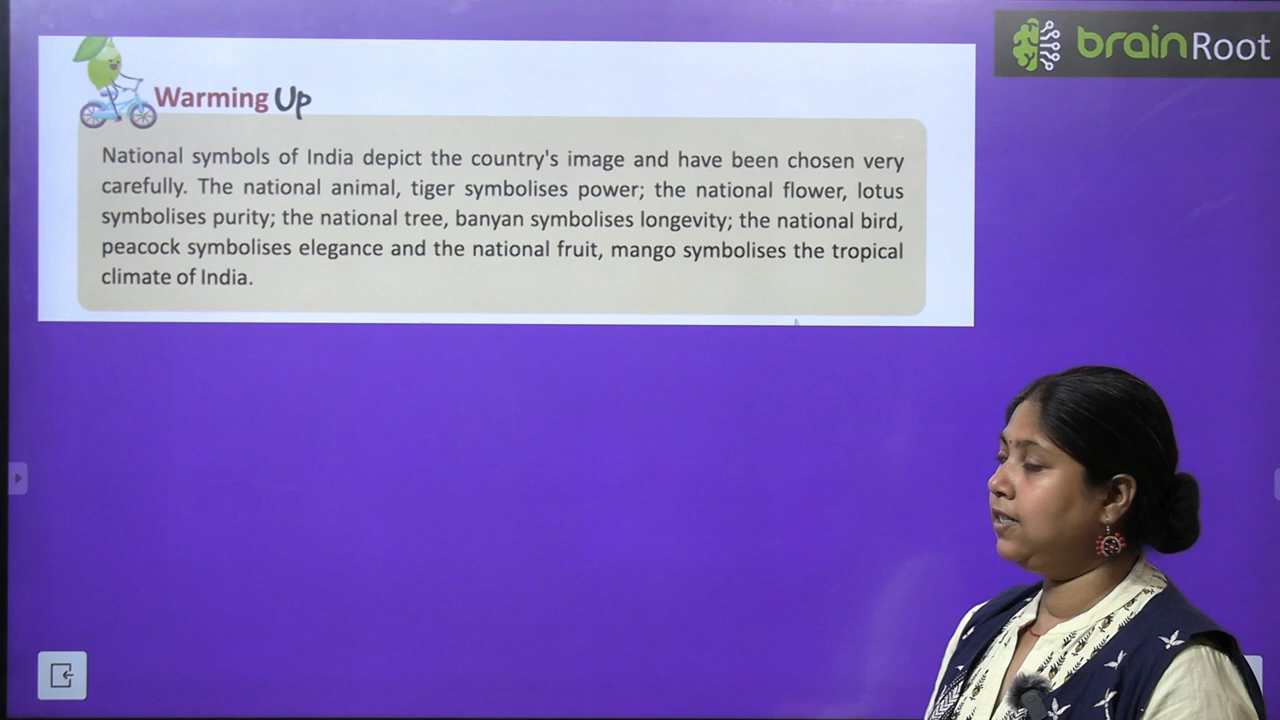 brainRoot
Warming Up
National symbols of India depict the country's image and have been chosen very
carefully. The national animal, tiger symbolises power; the national flower, lotus
symbolises purity; the national tree, banyan symbolises longevity; the national bird,
peacock symbolises elegance and the national fruit, mango symbolises the tropical
climate of India.